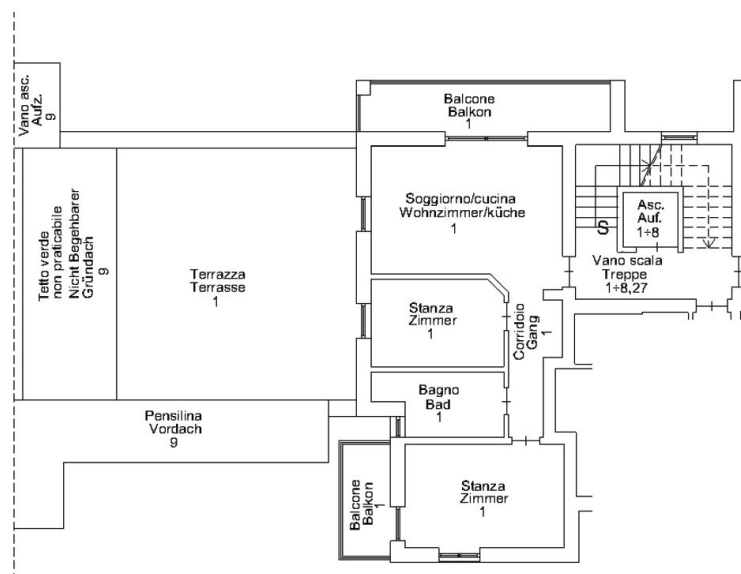 Vano asc.
Aufz.
9
Balcone
Balkon
1
Soggiorno/cucina
Wohnzimmer/küche
1
Asc.
Auf.
1÷8
S
Vano scala
Treppe
1÷8,27
Tetto verde
non praticabile
Nicht Begehbarer
Gründach
9
Terrazza
Terrasse
1
Stanza
Zimmer
1
Corridoio
Gang
1
Bagno
Bad
1
Pensilina
Vordach
9
Balcone
Balkon
1
Stanza
Zimmer
1